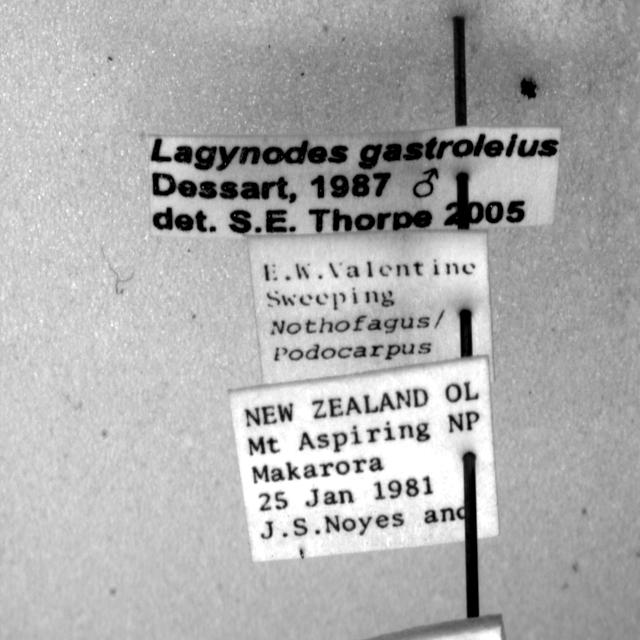 Lagynodes gastroleius
Dessart, 1987 ♂
det. S.E. Thorpe 2005
E.W.Valentine
Sweeping
Nothofagus/
Podocarpus
NEW ZEALAND OL
Mt Aspiring NP
Makarora
25 Jan 1981
J.S.Noyes and